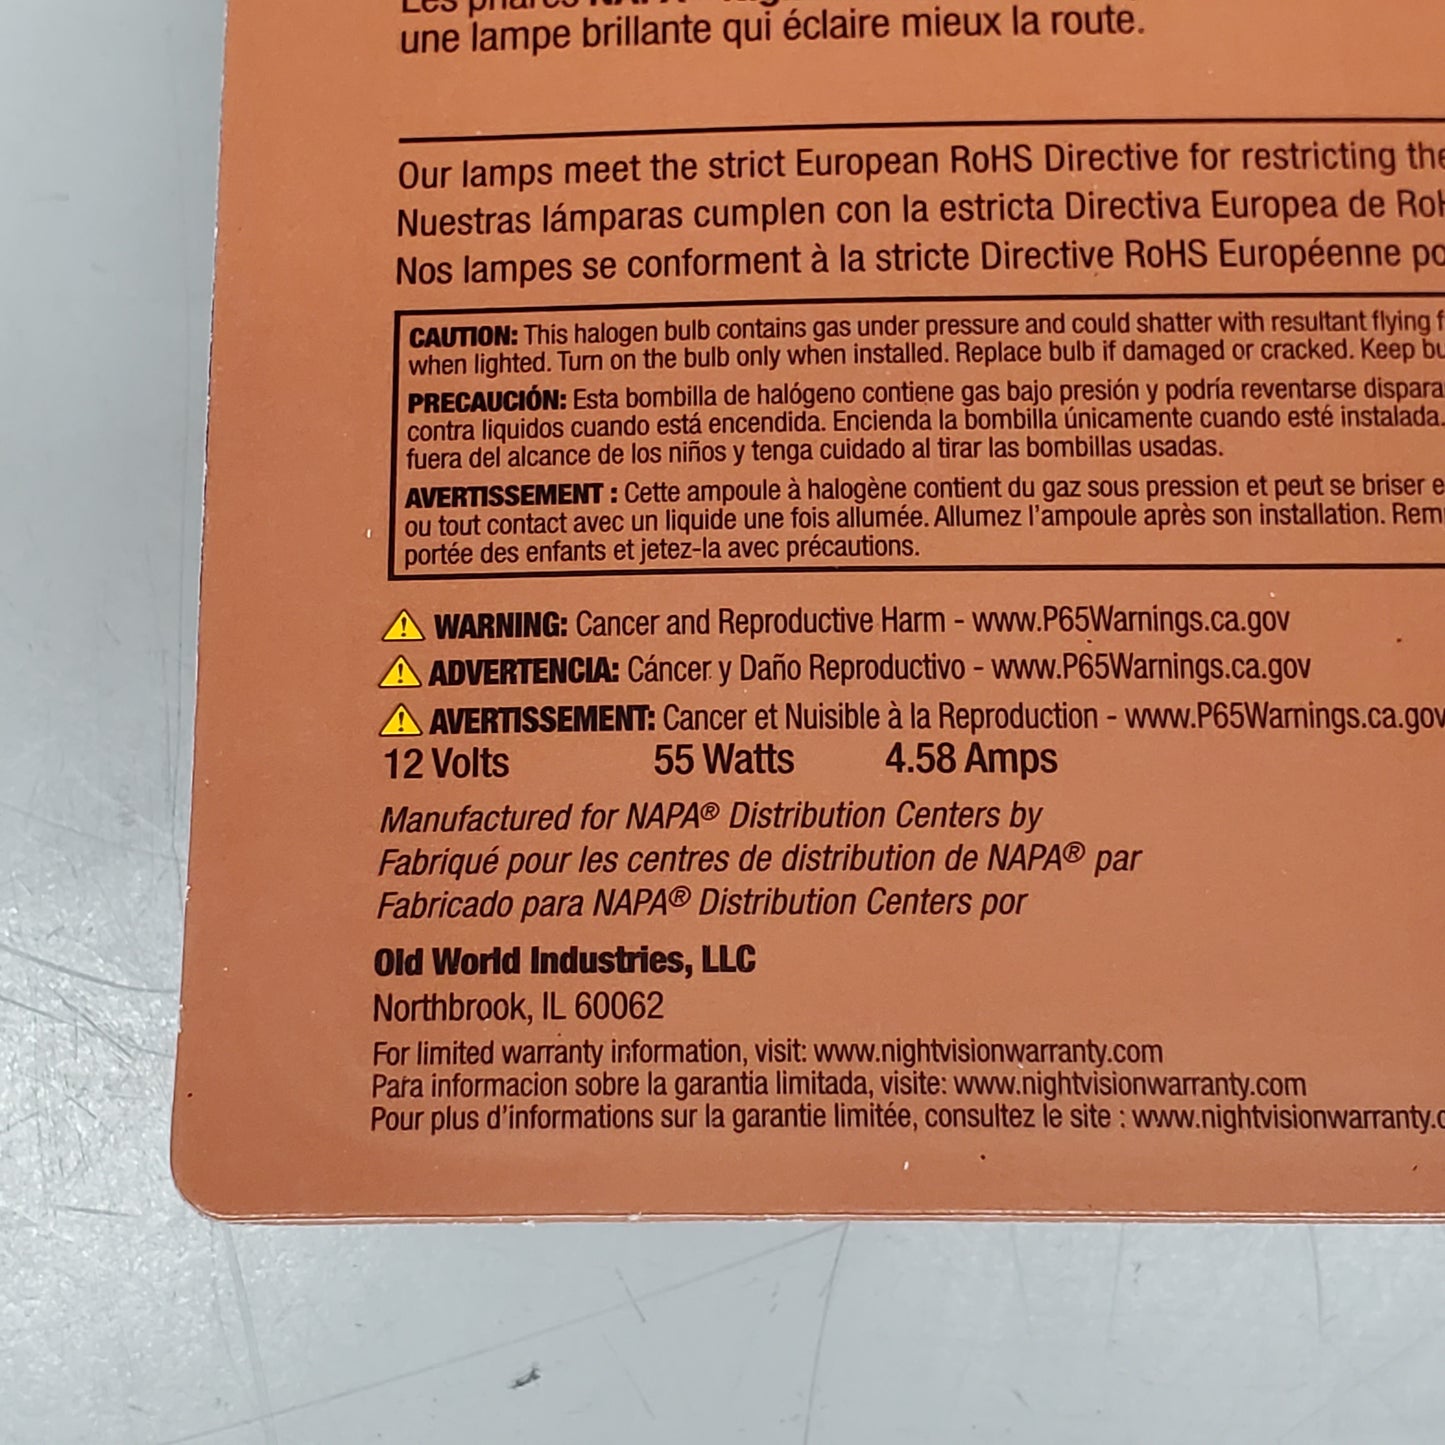 Les phares NAPA®
une lampe brillante qui éclaire mieux la route.
Our lamps meet the strict European RoHS Directive for restricting the
Nuestras lámparas cumplen con la estricta Directiva Europea de RoH
Nos lampes se conforment à la stricte Directive RoHS Européenne po
CAUTION: This halogen bulb contains gas under pressure and could shatter with resultant flying f
when lighted. Turn on the bulb only when installed. Replace bulb if damaged or cracked. Keep bu
PRECAUCIÓN: Esta bombilla de halógeno contiene gas bajo presión y podría reventarse dispara
contra liquidos cuando está encendida. Encienda la bombilla únicamente cuando esté instalada.
fuera del alcance de los niños y tenga cuidado al tirar las bombillas usadas.
AVERTISSEMENT : Cette ampoule à halogène contient du gaz sous pression et peut se briser e
ou tout contact avec un liquide une fois allumée. Allumez l'ampoule après son installation. Rem
portée des enfants et jetez-la avec précautions.
WARNING: Cancer and Reproductive Harm - www.P65Warnings.ca.gov
ADVERTENCIA: Cáncer y Daño Reproductivo - www.P65Warnings.ca.gov
AVERTISSEMENT: Cancer et Nuisible à la Reproduction - www.P65Warnings.ca.gov
12 Volts 55 Watts 4.58 Amps
Manufactured for NAPA® Distribution Centers by
Fabriqué pour les centres de distribution de NAPA® par
Fabricado para NAPA® Distribution Centers por
Old World Industries, LLC
Northbrook, IL 60062
For limited warranty information, visit: www.nightvisionwarranty.com
Para informacion sobre la garantia limitada, visite: www.nightvisionwarranty.com
Pour plus d'informations sur la garantie limitée, consultez le site : www.nightvisionwarranty.c